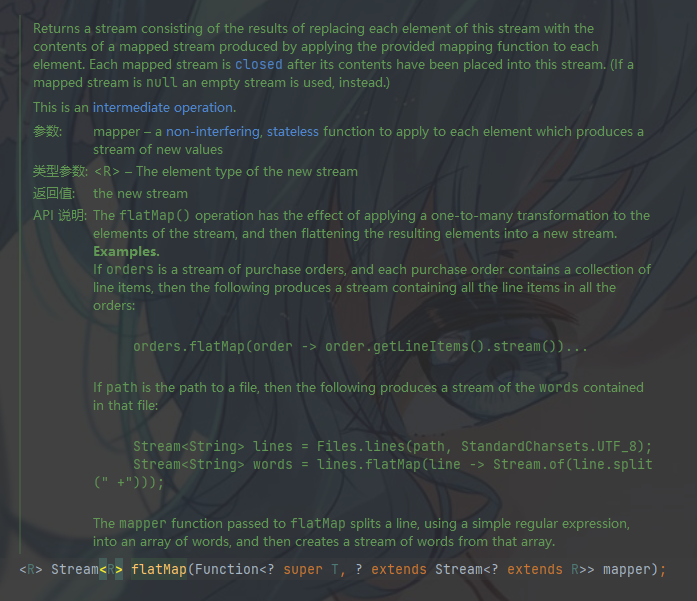 Returns a stream consisting of the results of replacing each element of this stream with the
contents of a mapped stream produced by applying the provided mapping function to each
element. Each mapped stream is closed after its contents have been placed into this stream. (If a
mapped stream is null an empty stream is used, instead.)
This is an intermediate operation.
参数: mapper – a non-interfering, stateless function to apply to each element which produces a
stream of new values
类型参数: <R> – The element type of the new stream
返回值: the new stream
API 说明: The flatMap() operation has the effect of applying a one-to-many transformation to the
elements of the stream, and then flattening the resulting elements into a new stream.
Examples.
If orders is a stream of purchase orders, and each purchase order contains a collection of
line items, then the following produces a stream containing all the line items in all the
orders:
orders.flatMap(order -> order.getLineItems().stream())...
If path is the path to a file, then the following produces a stream of the words contained
in that file:
Stream<String> lines = Files.lines(path, StandardCharsets.UTF_8);
Stream<String> words = lines.flatMap(line -> Stream.of(line.split
(" +")));
The mapper function passed to flatMap splits a line, using a simple regular expression,
into an array of words, and then creates a stream of words from that array.
<R> Stream<R> flatMap(Function<? super T, ? extends Stream<? extends R>> mapper);